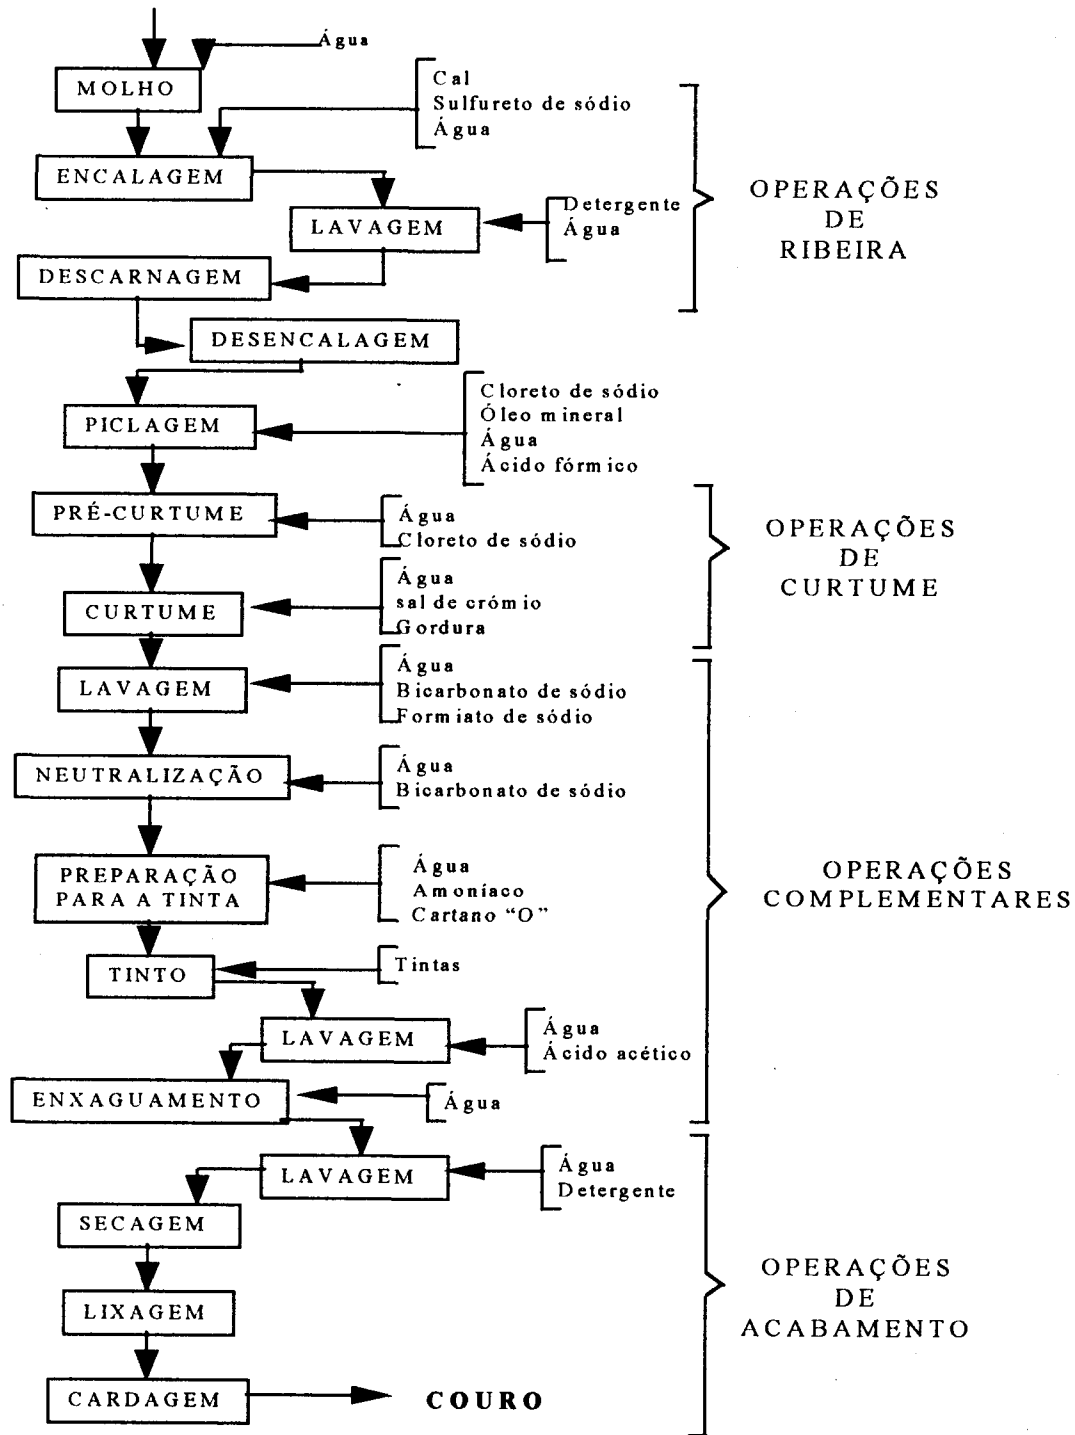 Água
MOLHO
Cal
Sulfureto de sódio
Água
ENCALAGEM
OPERAÇÕES
DE
RIBEIRA
Detergente
Água
LAVAGEM
DESCARNAGEM
DESENCALAGEM
Cloreto de sódio
Óleo mineral
Água
Ácido fórmico
PICLAGEM
PRÉ-CURTUME
Água
Cloreto de sódio
OPERAÇÕES
DE
CURTUME
Água
sal de crómio
Gordura
CURTUME
Água
Bicarbonato de sódio
Formiato de sódio
LAVAGEM
NEUTRALIZAÇÃO
Água
Bicarbonato de sódio
PREPARAÇÃO
PARA A TINTA
Água
Amoníaco
Cartano “O”
OPERAÇÕES
COMPLEMENTARES
TINTO
Tintas
LAVAGEM
Água
Ácido acético
ENXAGUAMENTO
Água
LAVAGEM
Água
Detergente
SECAGEM
OPERAÇÕES
DE
ACABAMENTO
LIXAGEM
CARDAGEM
COURO